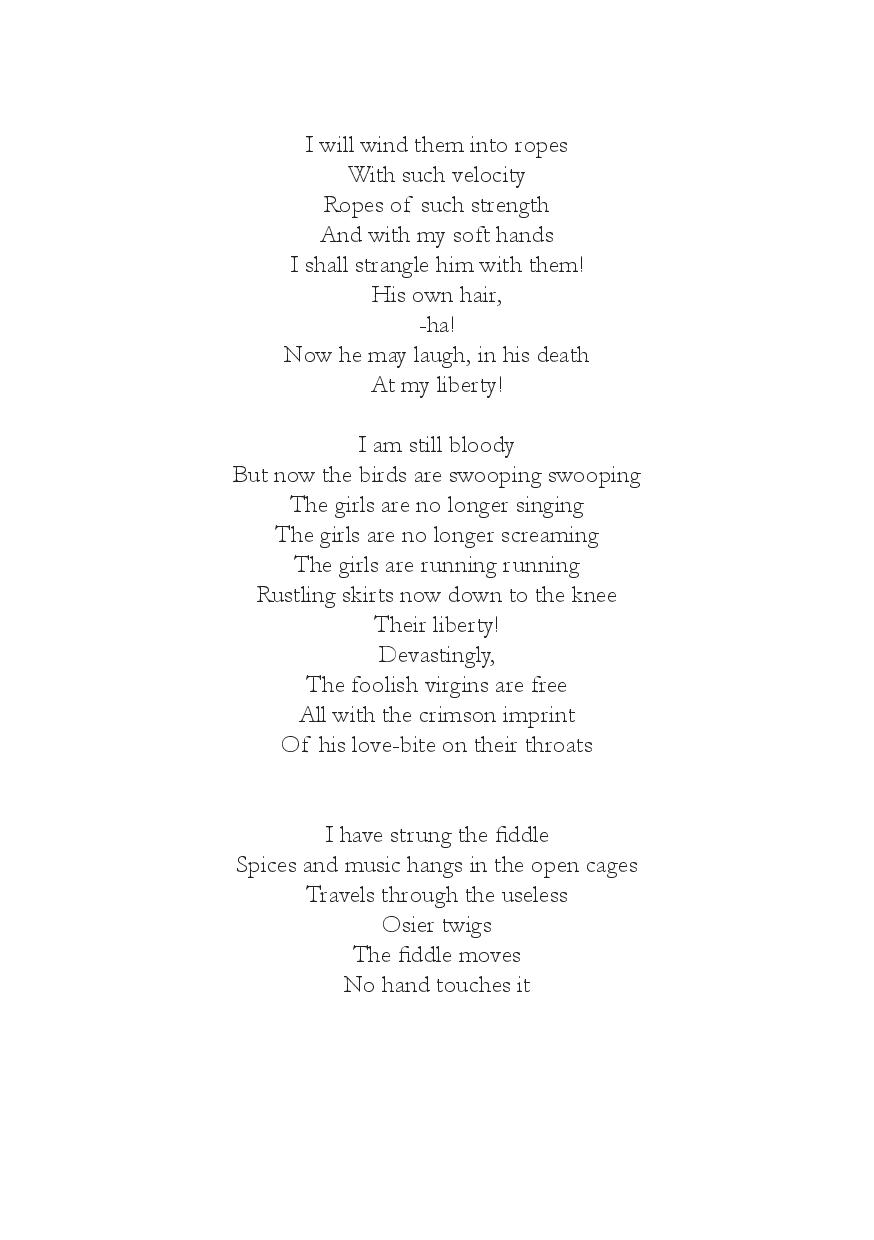 I will wind them into ropes
With such velocity
Ropes of such strength
And with my soft hands
I shall strangle him with them!
His own hair,
-ha!
Now he may laugh, in his death
At my liberty!
I am still bloody
But now the birds are swooping swooping
The girls are no longer singing
The girls are no longer screaming
The girls are running running
Rustling skirts now down to the knee
Their liberty!
Devastingly,
The foolish virgins are free
All with the crimson imprint
Of his love-bite on their throats
I have strung the fiddle
Spices and music hangs in the open cages
Travels through the useless
Osier twigs
The fiddle moves
No hand touches it